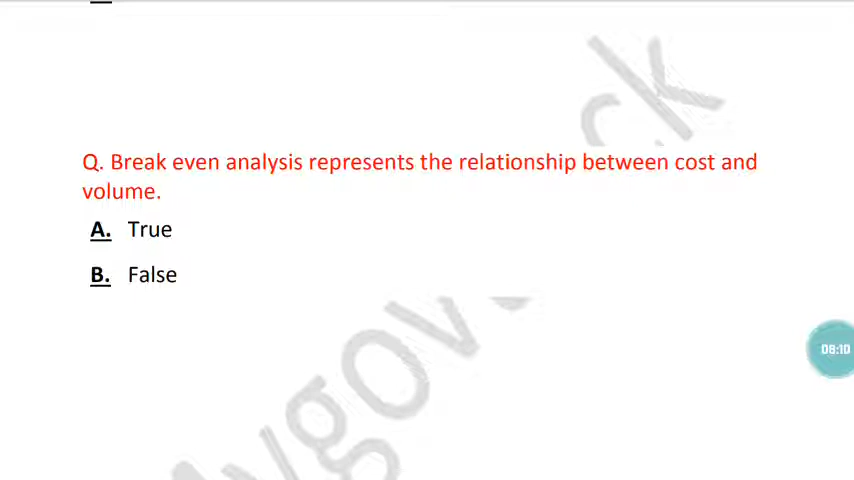 Q. Break even analysis represents the relationship between cost and
volume.
A. True
B. False
08:10